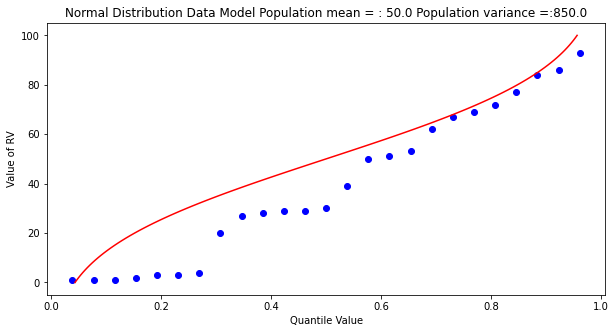 Normal Distribution Data Model Population mean = : 50.0 Population variance =:850.0
100
80
60
40
20
0
Value of RV
0.0 0.2 0.4 0.6 0.8 1.0
Quantile Value